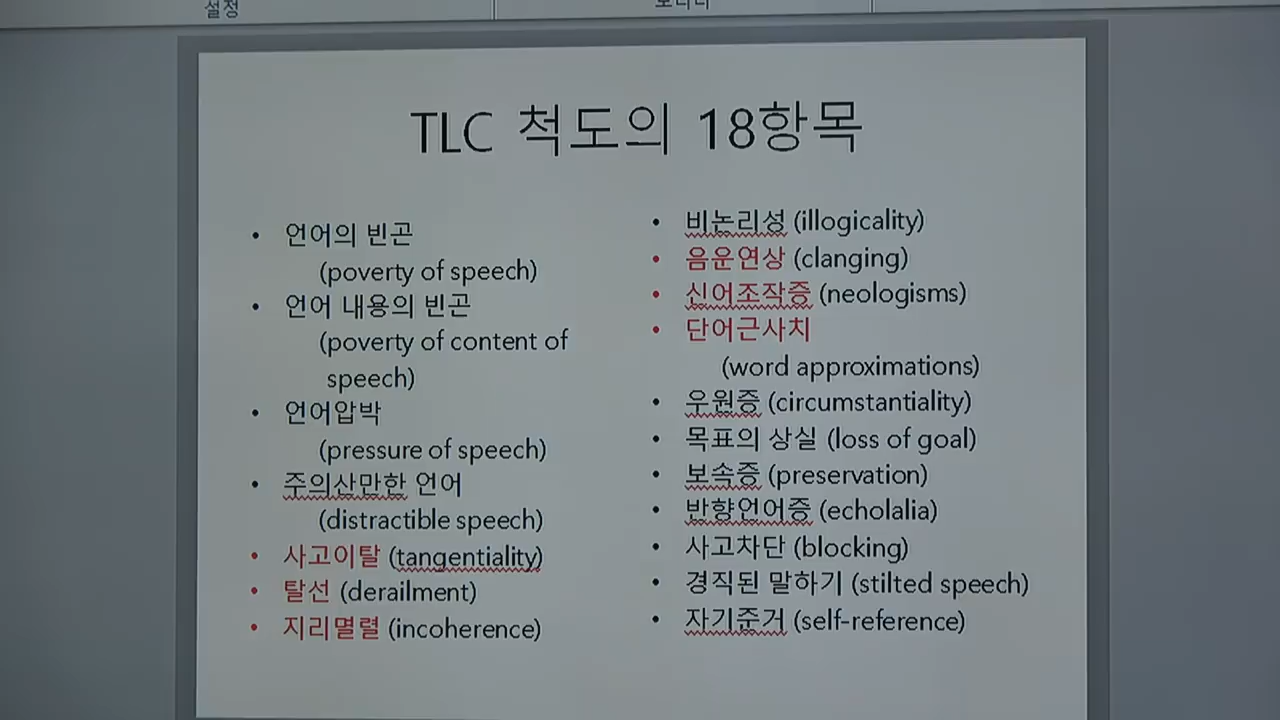 설정
TLC 척도의 18항목
• 언어의 빈곤
(poverty of speech)
• 언어 내용의 빈곤
(poverty of content of
speech)
• 언어압박
(pressure of speech)
• 주의산만한 언어
(distractible speech)
• 사고이탈 (tangentiality)
• 탈선 (derailment)
• 지리멸렬 (incoherence)
• 비논리성 (illogicality)
• 음운연상 (clanging)
• 신어조작증 (neologisms)
• 단어근사치
(word approximations)
• 우원증 (circumstantiality)
• 목표의 상실 (loss of goal)
• 보속증 (preservation)
• 반향언어증 (echolalia)
• 사고차단 (blocking)
• 경직된 말하기 (stilted speech)
• 자기준거 (self-reference)